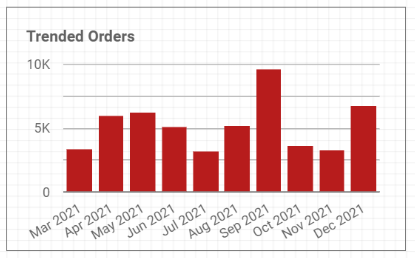 Trended Orders
10K
5K
0
Mar 2021
Apr 2021
May 2021
Jun 2021
Jul 2021
Aug 2021
Sep 2021
Oct 2021
Nov 2021
Dec 2021